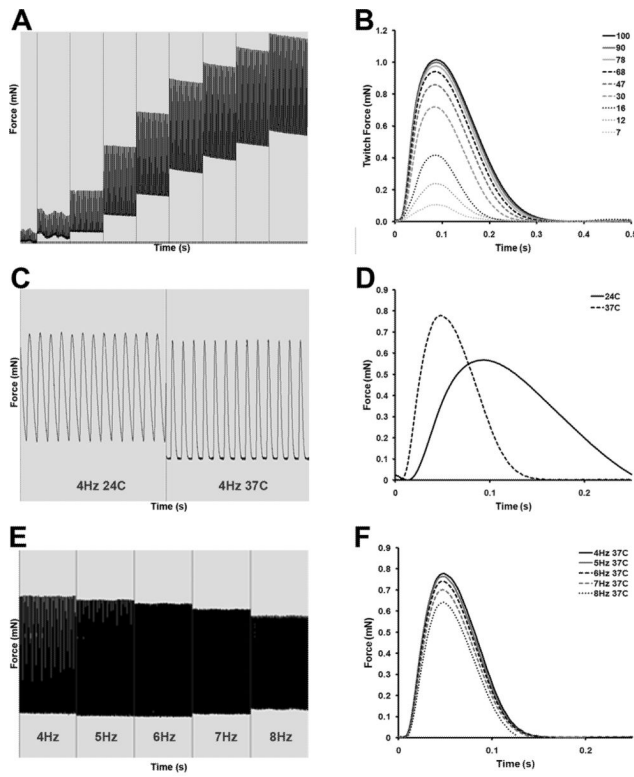 A
Force (mN)
Time (s)
B
Twitch Force (mN)
1.2
1.0
0.8
0.6
0.4
0.2
0.0
0
0.1
0.2
0.3
0.4
0.5
Time (s)
100
90
78
68
47
30
16
12
7
C
Force (mN)
4Hz 24C
4Hz 37C
Time (s)
D
Force (mN)
0.9
0.8
0.7
0.6
0.5
0.4
0.3
0.2
0.1
0
0
0.1
0.2
Time (s)
24C
37C
E
Force (mN)
4Hz
5Hz
6Hz
7Hz
8Hz
Time (s)
F
Force (mN)
0.9
0.8
0.7
0.6
0.5
0.4
0.3
0.2
0.1
0
0
0.1
0.2
Time (s)
4Hz 37C
5Hz 37C
6Hz 37C
7Hz 37C
8Hz 37C